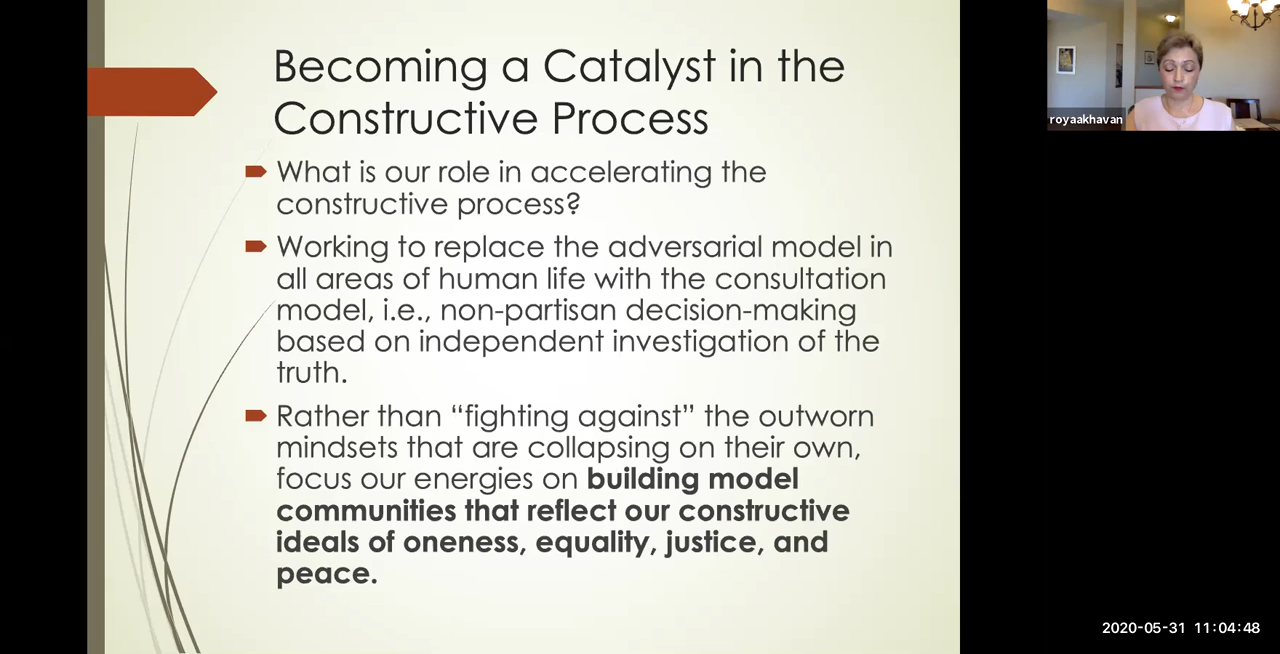 Becoming a Catalyst in the
Constructive Process
What is our role in accelerating the
constructive process?
Working to replace the adversarial model in
all areas of human life with the consultation
model, i.e., non-partisan decision-making
based on independent investigation of the
truth.
Rather than “fighting against” the outworn
mindsets that are collapsing on their own,
focus our energies on building model
communities that reflect our constructive
ideals of oneness, equality, justice, and
peace.
royaakhavan
2020-05-31 11:04:48